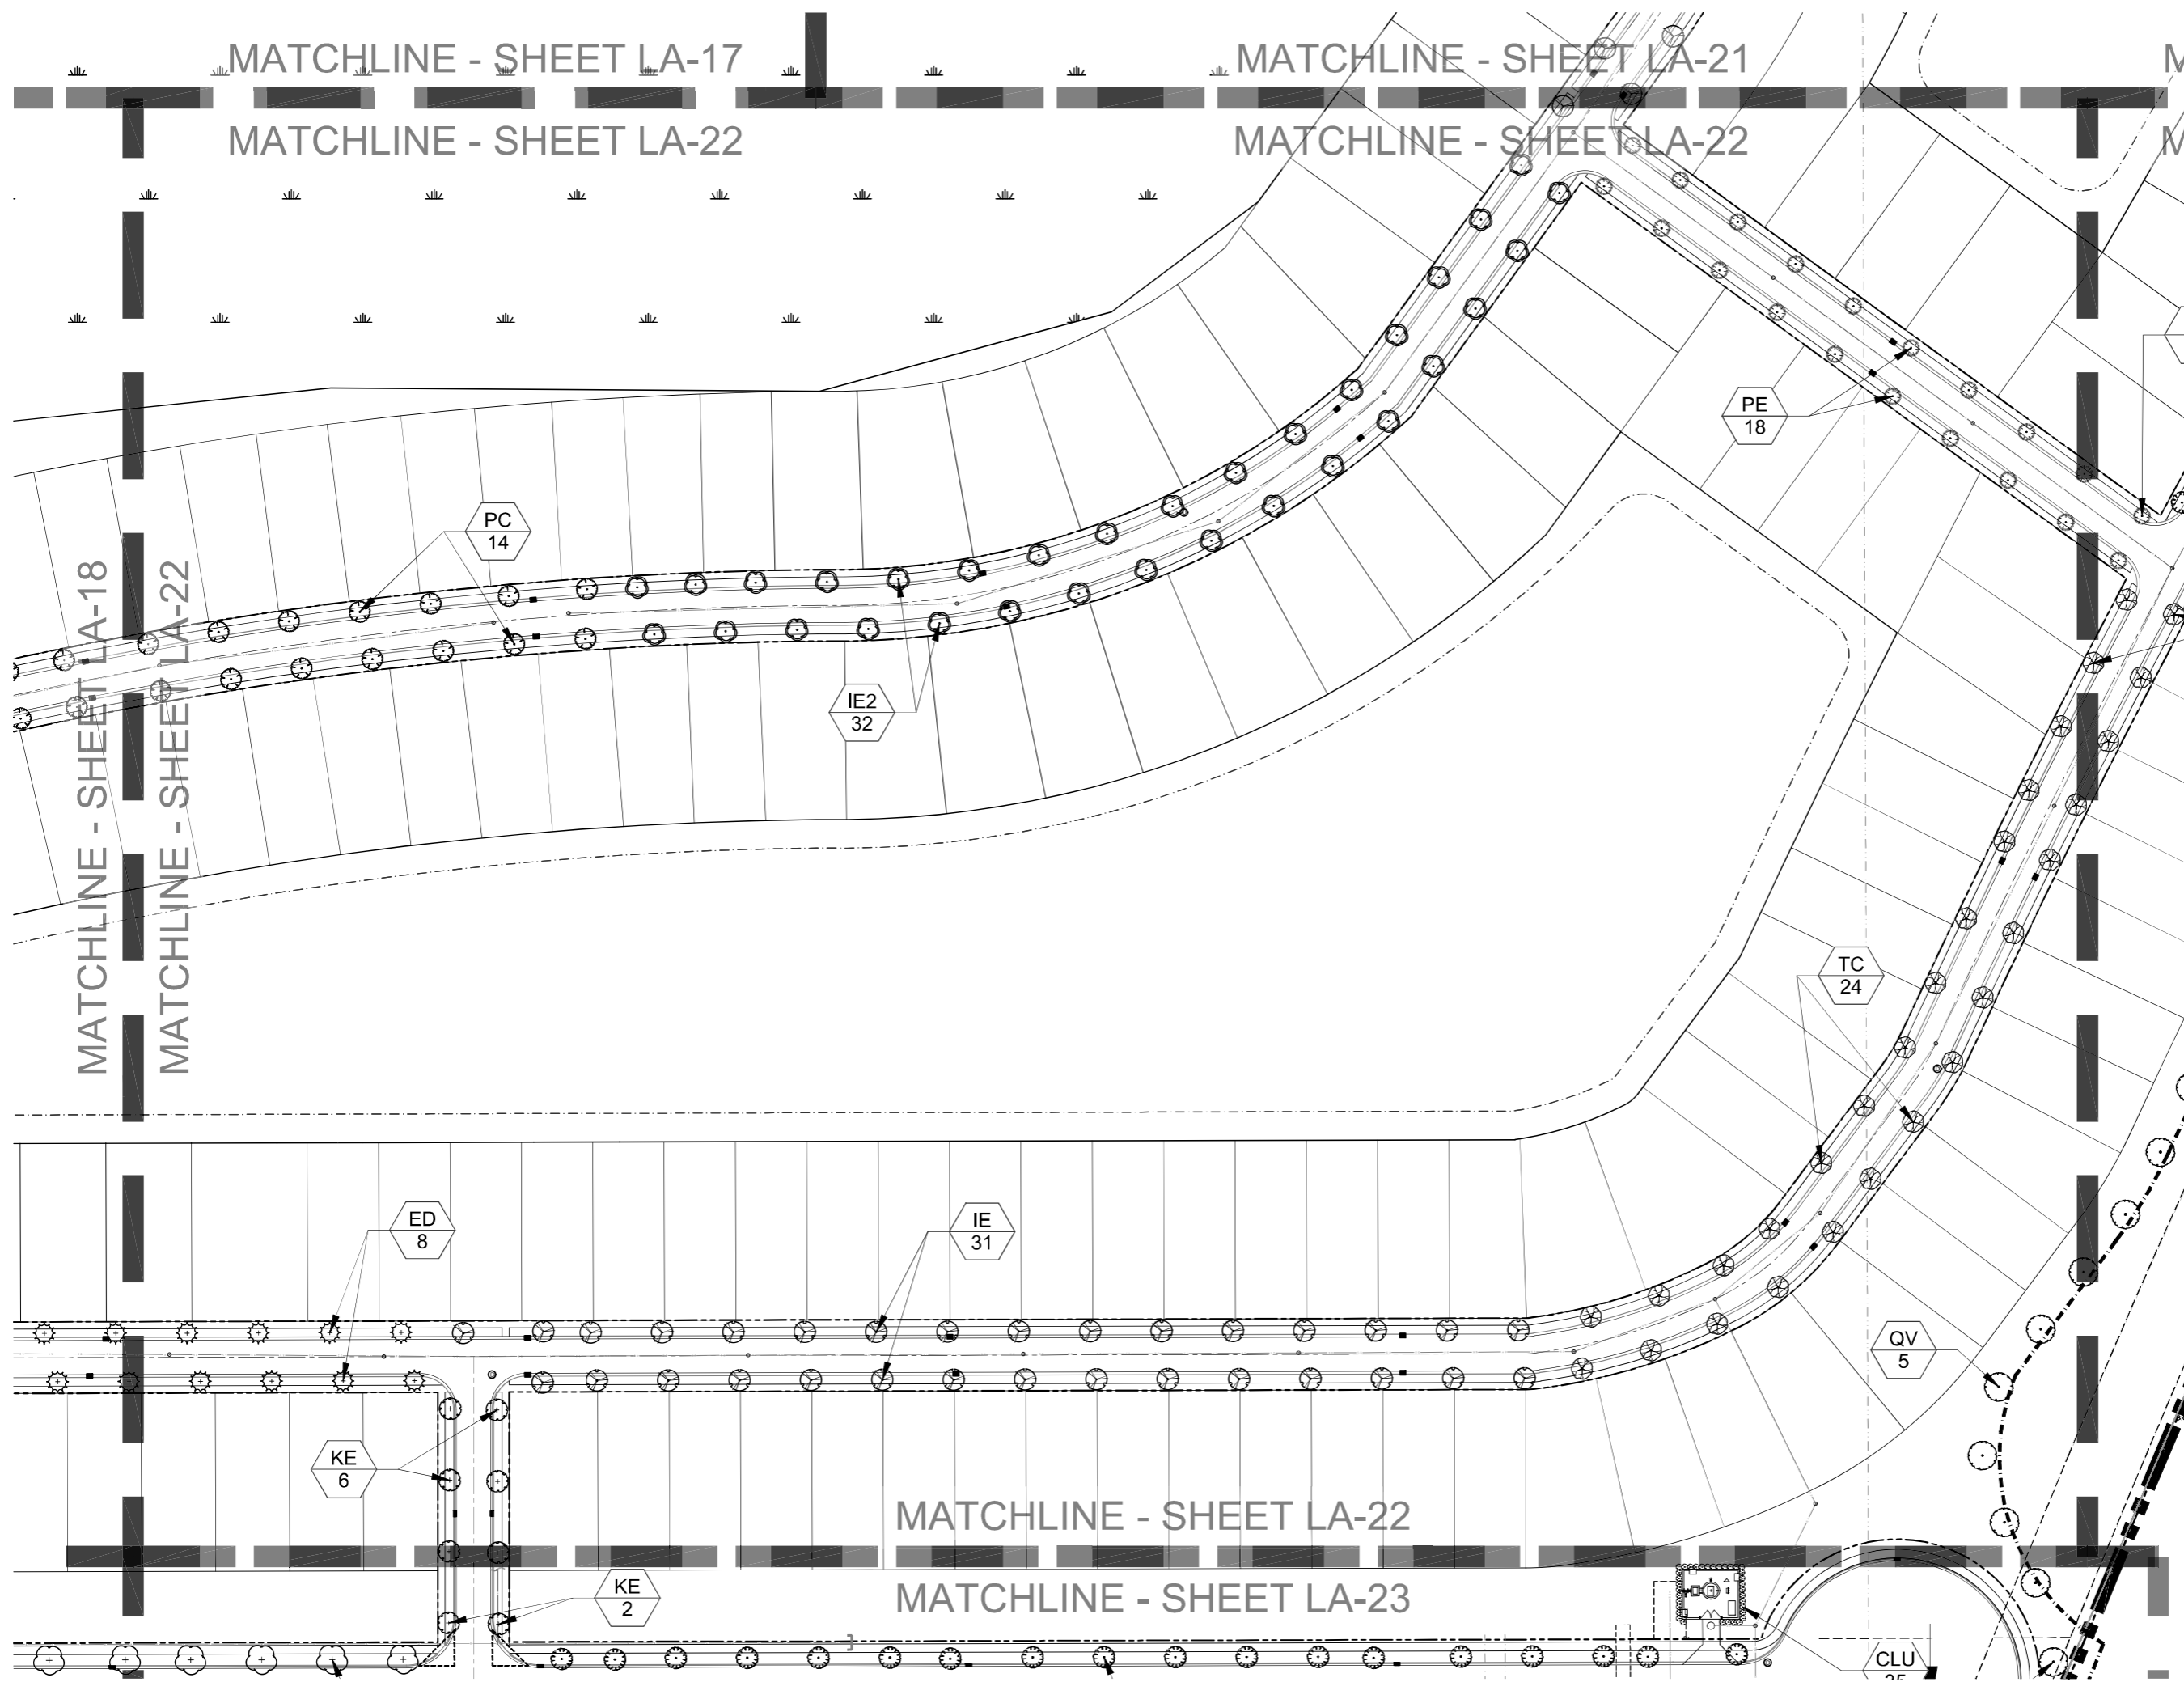 MATCHLINE - SHEET LA-17
MATCHLINE - SHEET LA-21
MATCHLINE - SHEET LA-22
MATCHLINE - SHEET LA-22
PE
18
PC
14
MATCHLINE - SHEET LA-18
MATCHLINE - SHEET LA-22
IE2
32
TC
24
ED
8
IE
31
QV
5
KE
6
MATCHLINE - SHEET LA-22
KE
2
MATCHLINE - SHEET LA-23
CLU